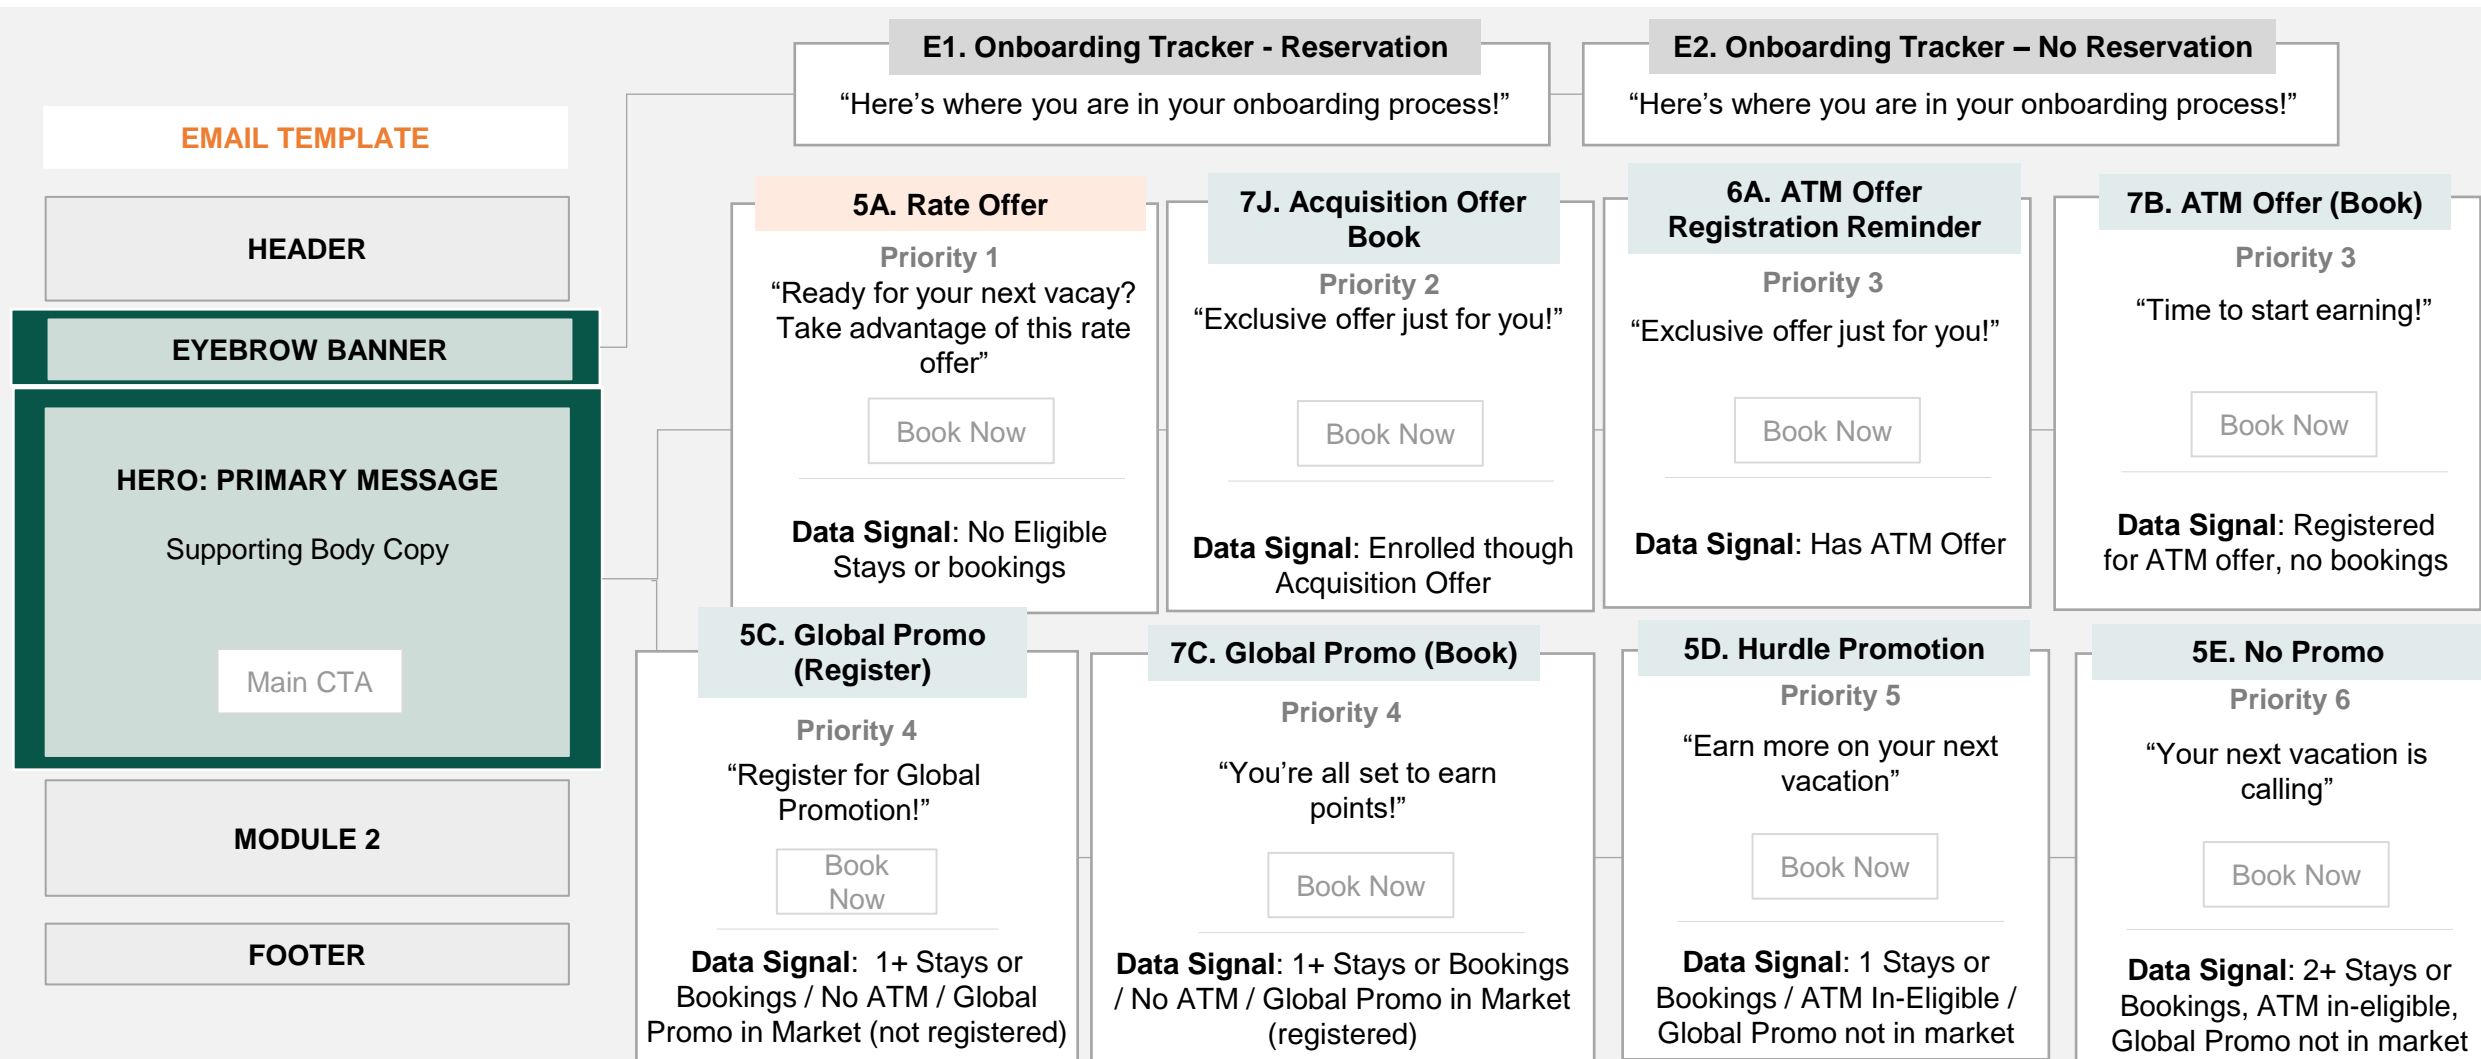 E1. Onboarding Tracker - Reservation
“Here’s where you are in your onboarding process!”
E2. Onboarding Tracker – No Reservation
“Here’s where you are in your onboarding process!”
EMAIL TEMPLATE
HEADER
EYEBROW BANNER
HERO: PRIMARY MESSAGE
Supporting Body Copy
Main CTA
MODULE 2
FOOTER
5A. Rate Offer
Priority 1
“Ready for your next vacay?
Take advantage of this rate
offer”
Book Now
Data Signal: No Eligible
Stays or bookings
7J. Acquisition Offer
Book
Priority 2
“Exclusive offer just for you!”
Book Now
Data Signal: Enrolled though
Acquisition Offer
6A. ATM Offer
Registration Reminder
Priority 3
“Exclusive offer just for you!”
Book Now
Data Signal: Has ATM Offer
7B. ATM Offer (Book)
Priority 3
“Time to start earning!”
Book Now
Data Signal: Registered
for ATM offer, no bookings
5C. Global Promo
(Register)
Priority 4
“Register for Global
Promotion!”
Book
Now
Data Signal: 1+ Stays or
Bookings / No ATM / Global
Promo in Market (not registered)
7C. Global Promo (Book)
Priority 4
“You’re all set to earn
points!”
Book Now
Data Signal: 1+ Stays or Bookings
/ No ATM / Global Promo in Market
(registered)
5D. Hurdle Promotion
Priority 5
“Earn more on your next
vacation”
Book Now
Data Signal: 1 Stays or
Bookings / ATM In-Eligible /
Global Promo not in market
5E. No Promo
Priority 6
“Your next vacation is
calling”
Book Now
Data Signal: 2+ Stays or
Bookings, ATM in-eligible,
Global Promo not in market